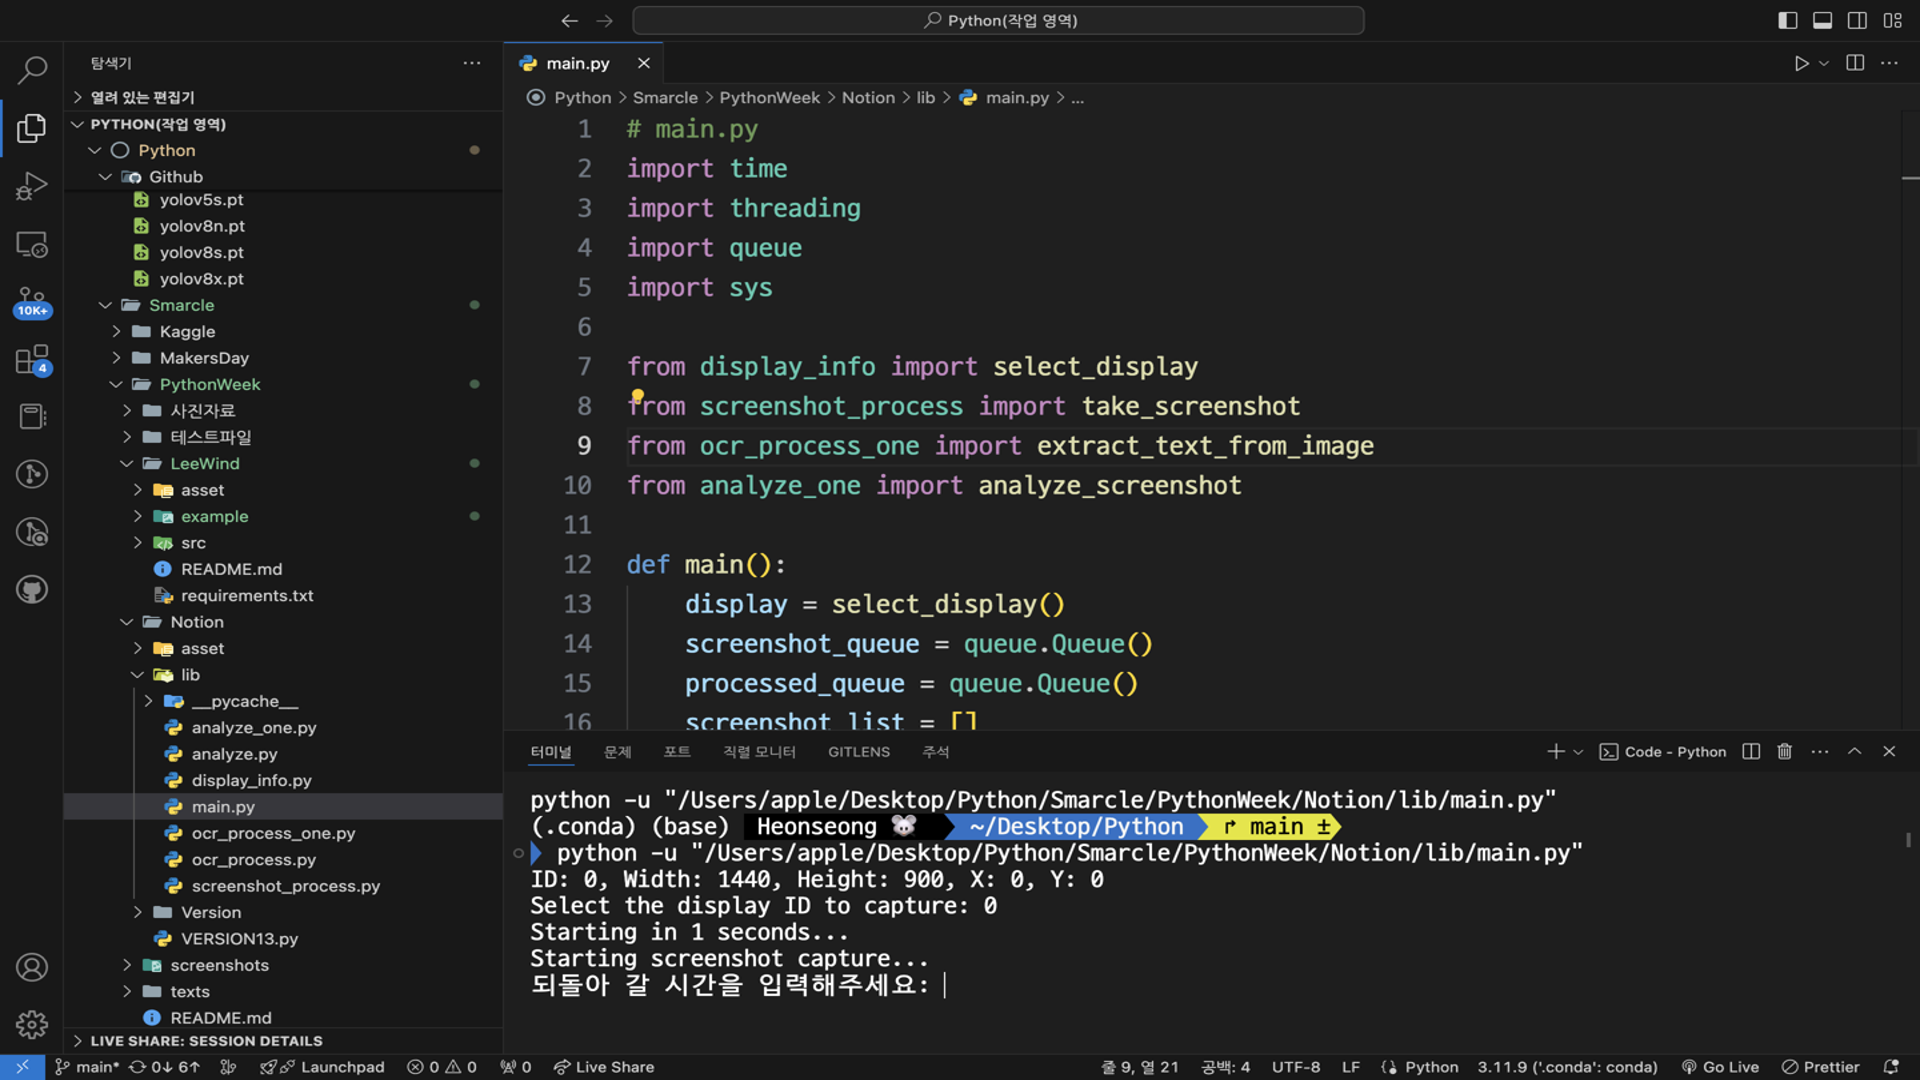 Python(작업 영역)
탐색기
열려 있는 편집기
PYTHON(작업 영역)
Python
Github
yolov5s.pt
yolov8n.pt
yolov8s.pt
yolov8x.pt
Smarcle
Kaggle
MakersDay
PythonWeek
사진자료
테스트파일
LeeWind
asset
example
src
README.md
requirements.txt
Notion
asset
lib
__pycache__
analyze_one.py
analyze.py
display_info.py
main.py
ocr_process_one.py
ocr_process.py
screenshot_process.py
Version
VERSION13.py
screenshots
texts
README.md
LIVE SHARE: SESSION DETAILS
10K+
4
main.py
Python > Smarcle > PythonWeek > Notion > lib > main.py > ...
1 # main.py
2 import time
3 import threading
4 import queue
5 import sys
6
7 from display_info import select_display
8 from screenshot_process import take_screenshot
9 from ocr_process_one import extract_text_from_image
10 from analyze_one import analyze_screenshot
11
12 def main():
13 display = select_display()
14 screenshot_queue = queue.Queue()
15 processed_queue = queue.Queue()
16 screenshot_list = []
터미널 문제 포트 직렬 모니터 GITLENS 주석
Code - Python
python -u "/Users/apple/Desktop/Python/Smarcle/PythonWeek/Notion/lib/main.py"
(.conda) (base) Heonseong 🐭 ~/Desktop/Python main ±
python -u "/Users/apple/Desktop/Python/Smarcle/PythonWeek/Notion/lib/main.py"
ID: 0, Width: 1440, Height: 900, X: 0, Y: 0
Select the display ID to capture: 0
Starting in 1 seconds...
Starting screenshot capture...
되돌아 갈 시간을 입력해주세요:
main* 0↓ 6↑ Launchpad 0 0 0 Live Share 줄 9, 열 21 공백: 4 UTF-8 LF Python 3.11.9 ('.conda': conda) Go Live Prettier